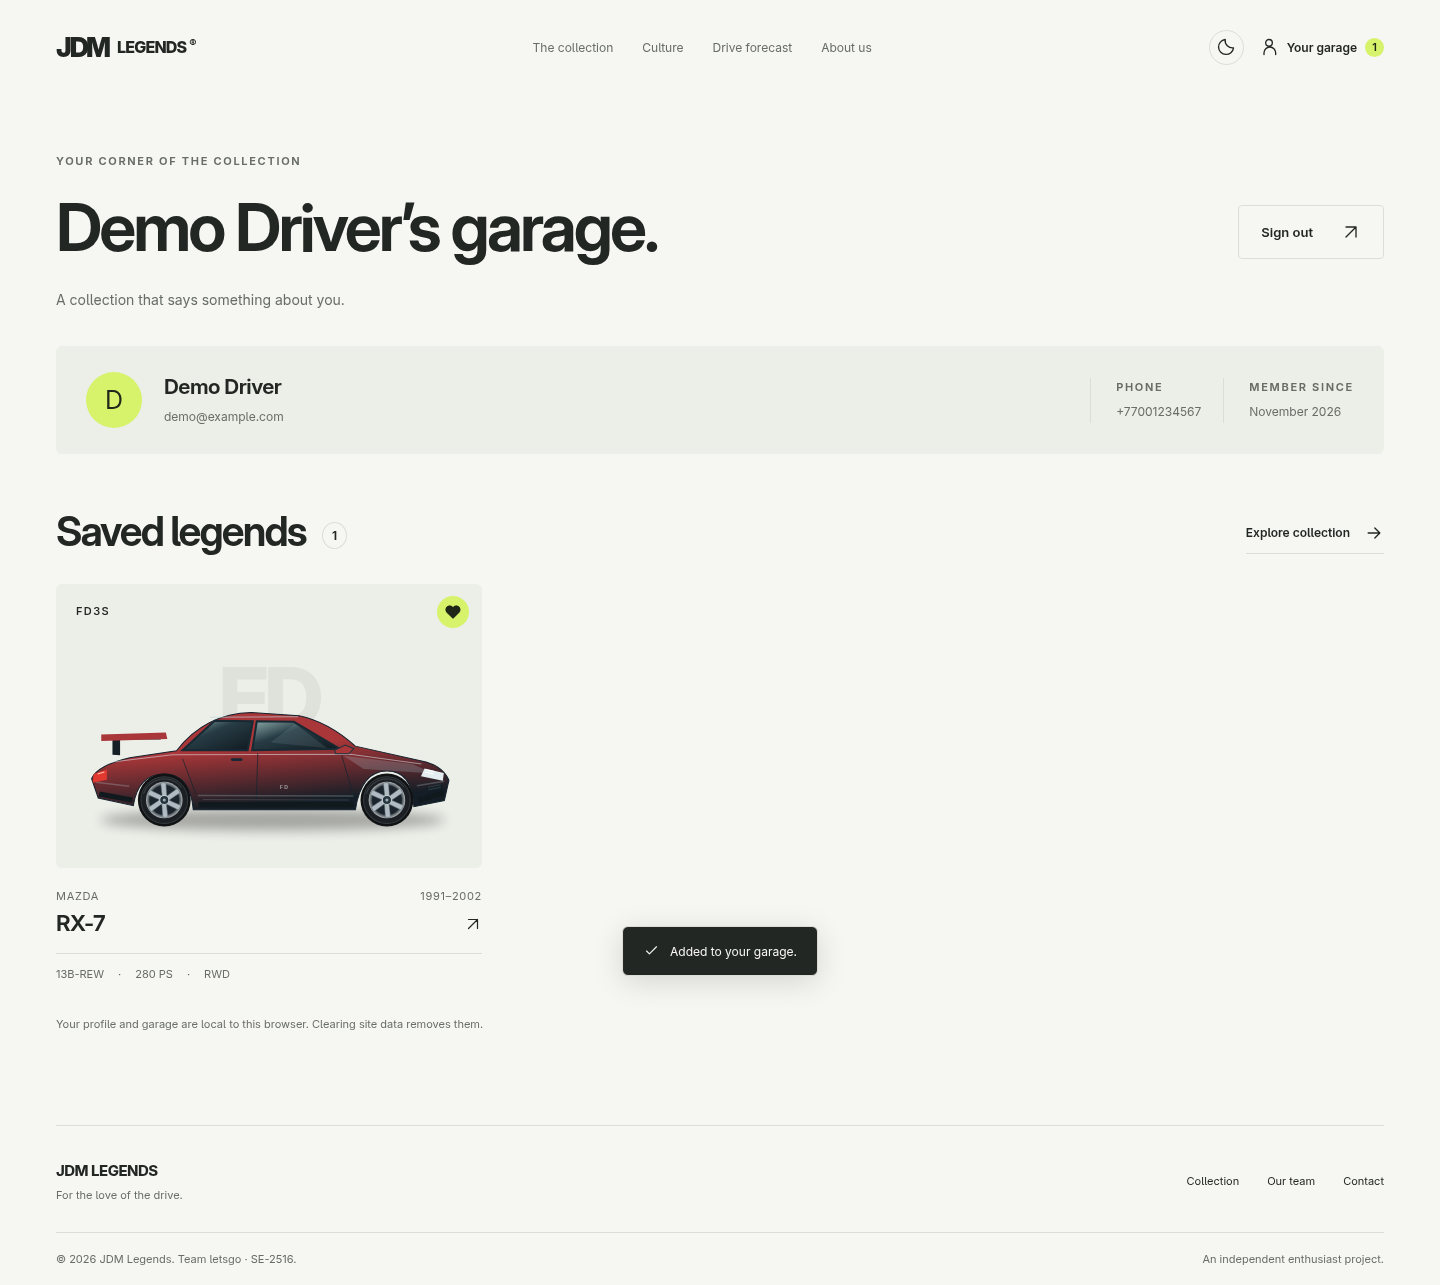 JDM LEGENDS®
The collection
Culture
Drive forecast
About us
Your garage
1
YOUR CORNER OF THE COLLECTION
Demo Driver’s garage.
Sign out
A collection that says something about you.
D
Demo Driver
demo@example.com
PHONE
+77001234567
MEMBER SINCE
November 2026
Saved legends
1
Explore collection
FD3S
FD
FD
MAZDA
1991–2002
RX-7
Added to your garage.
13B-REW · 280 PS · RWD
Your profile and garage are local to this browser. Clearing site data removes them.
JDM LEGENDS
For the love of the drive.
Collection
Our team
Contact
© 2026 JDM Legends. Team letsgo · SE-2516.
An independent enthusiast project.